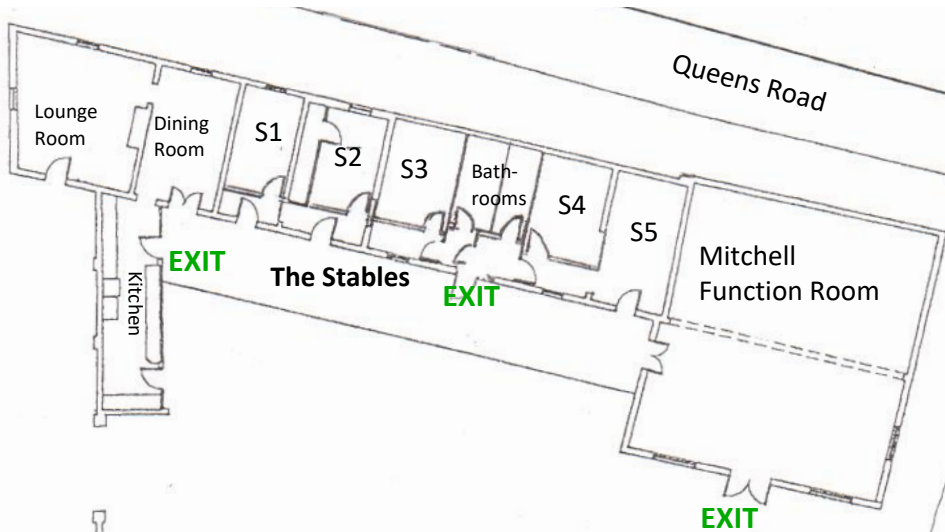 Queens Road
Lounge
Room
Dining
Room
S1
S2
S3
Bath-
rooms
S4
S5
Mitchell
Function Room
EXIT
The Stables
EXIT
Kitchen
EXIT